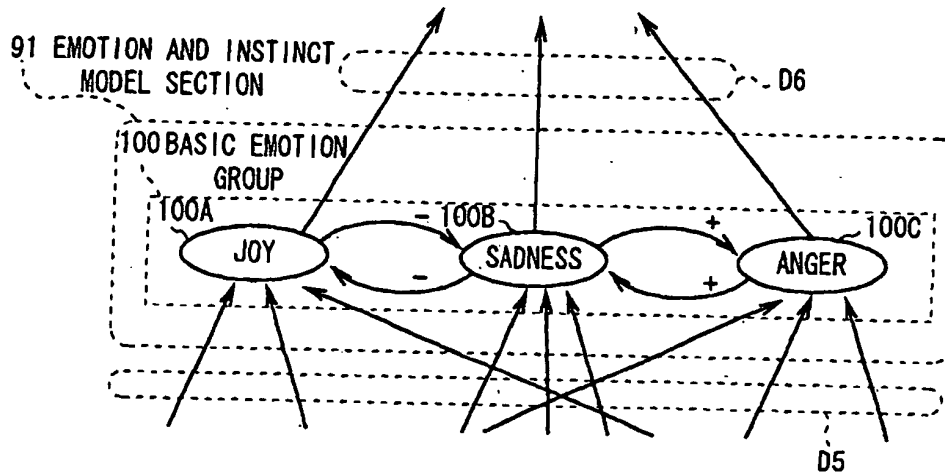 91 EMOTION AND INSTINCT
MODEL SECTION
D6
100 BASIC EMOTION
GROUP
100A
100B
100C
JOY
SADNESS
ANGER
-
-
+
+
D5